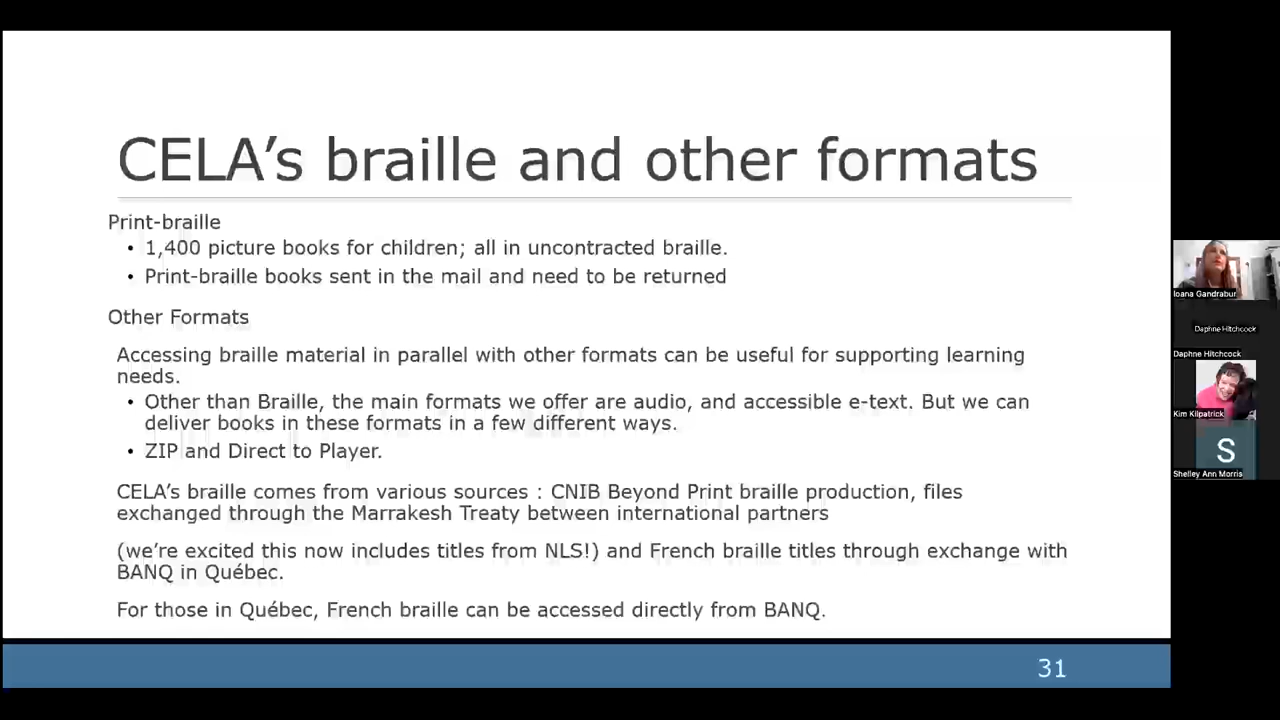 CELA’s braille and other formats
Print-braille
• 1,400 picture books for children; all in uncontracted braille.
• Print-braille books sent in the mail and need to be returned
Other Formats
Accessing braille material in parallel with other formats can be useful for supporting learning
needs.
• Other than Braille, the main formats we offer are audio, and accessible e-text. But we can
deliver books in these formats in a few different ways.
• ZIP and Direct to Player.
CELA’s braille comes from various sources : CNIB Beyond Print braille production, files
exchanged through the Marrakesh Treaty between international partners
(we’re excited this now includes titles from NLS!) and French braille titles through exchange with
BANQ in Québec.
For those in Québec, French braille can be accessed directly from BANQ.
31
Ioana Gandrabur
Daphne Hitchcock
Daphne Hitchcock
Kim Kilpatrick
S
Shelley Ann Morris